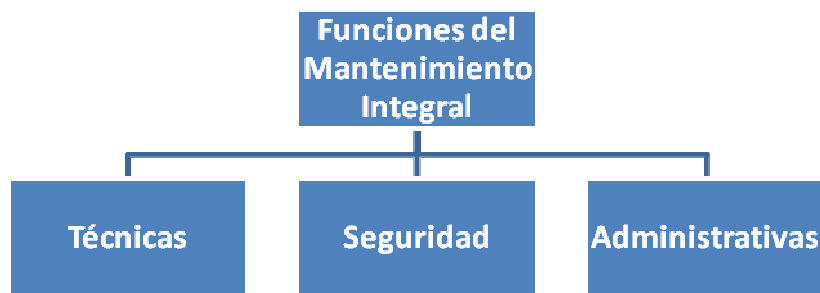 Funciones del
Mantenimiento
Integral
Técnicas
Seguridad
Administrativas